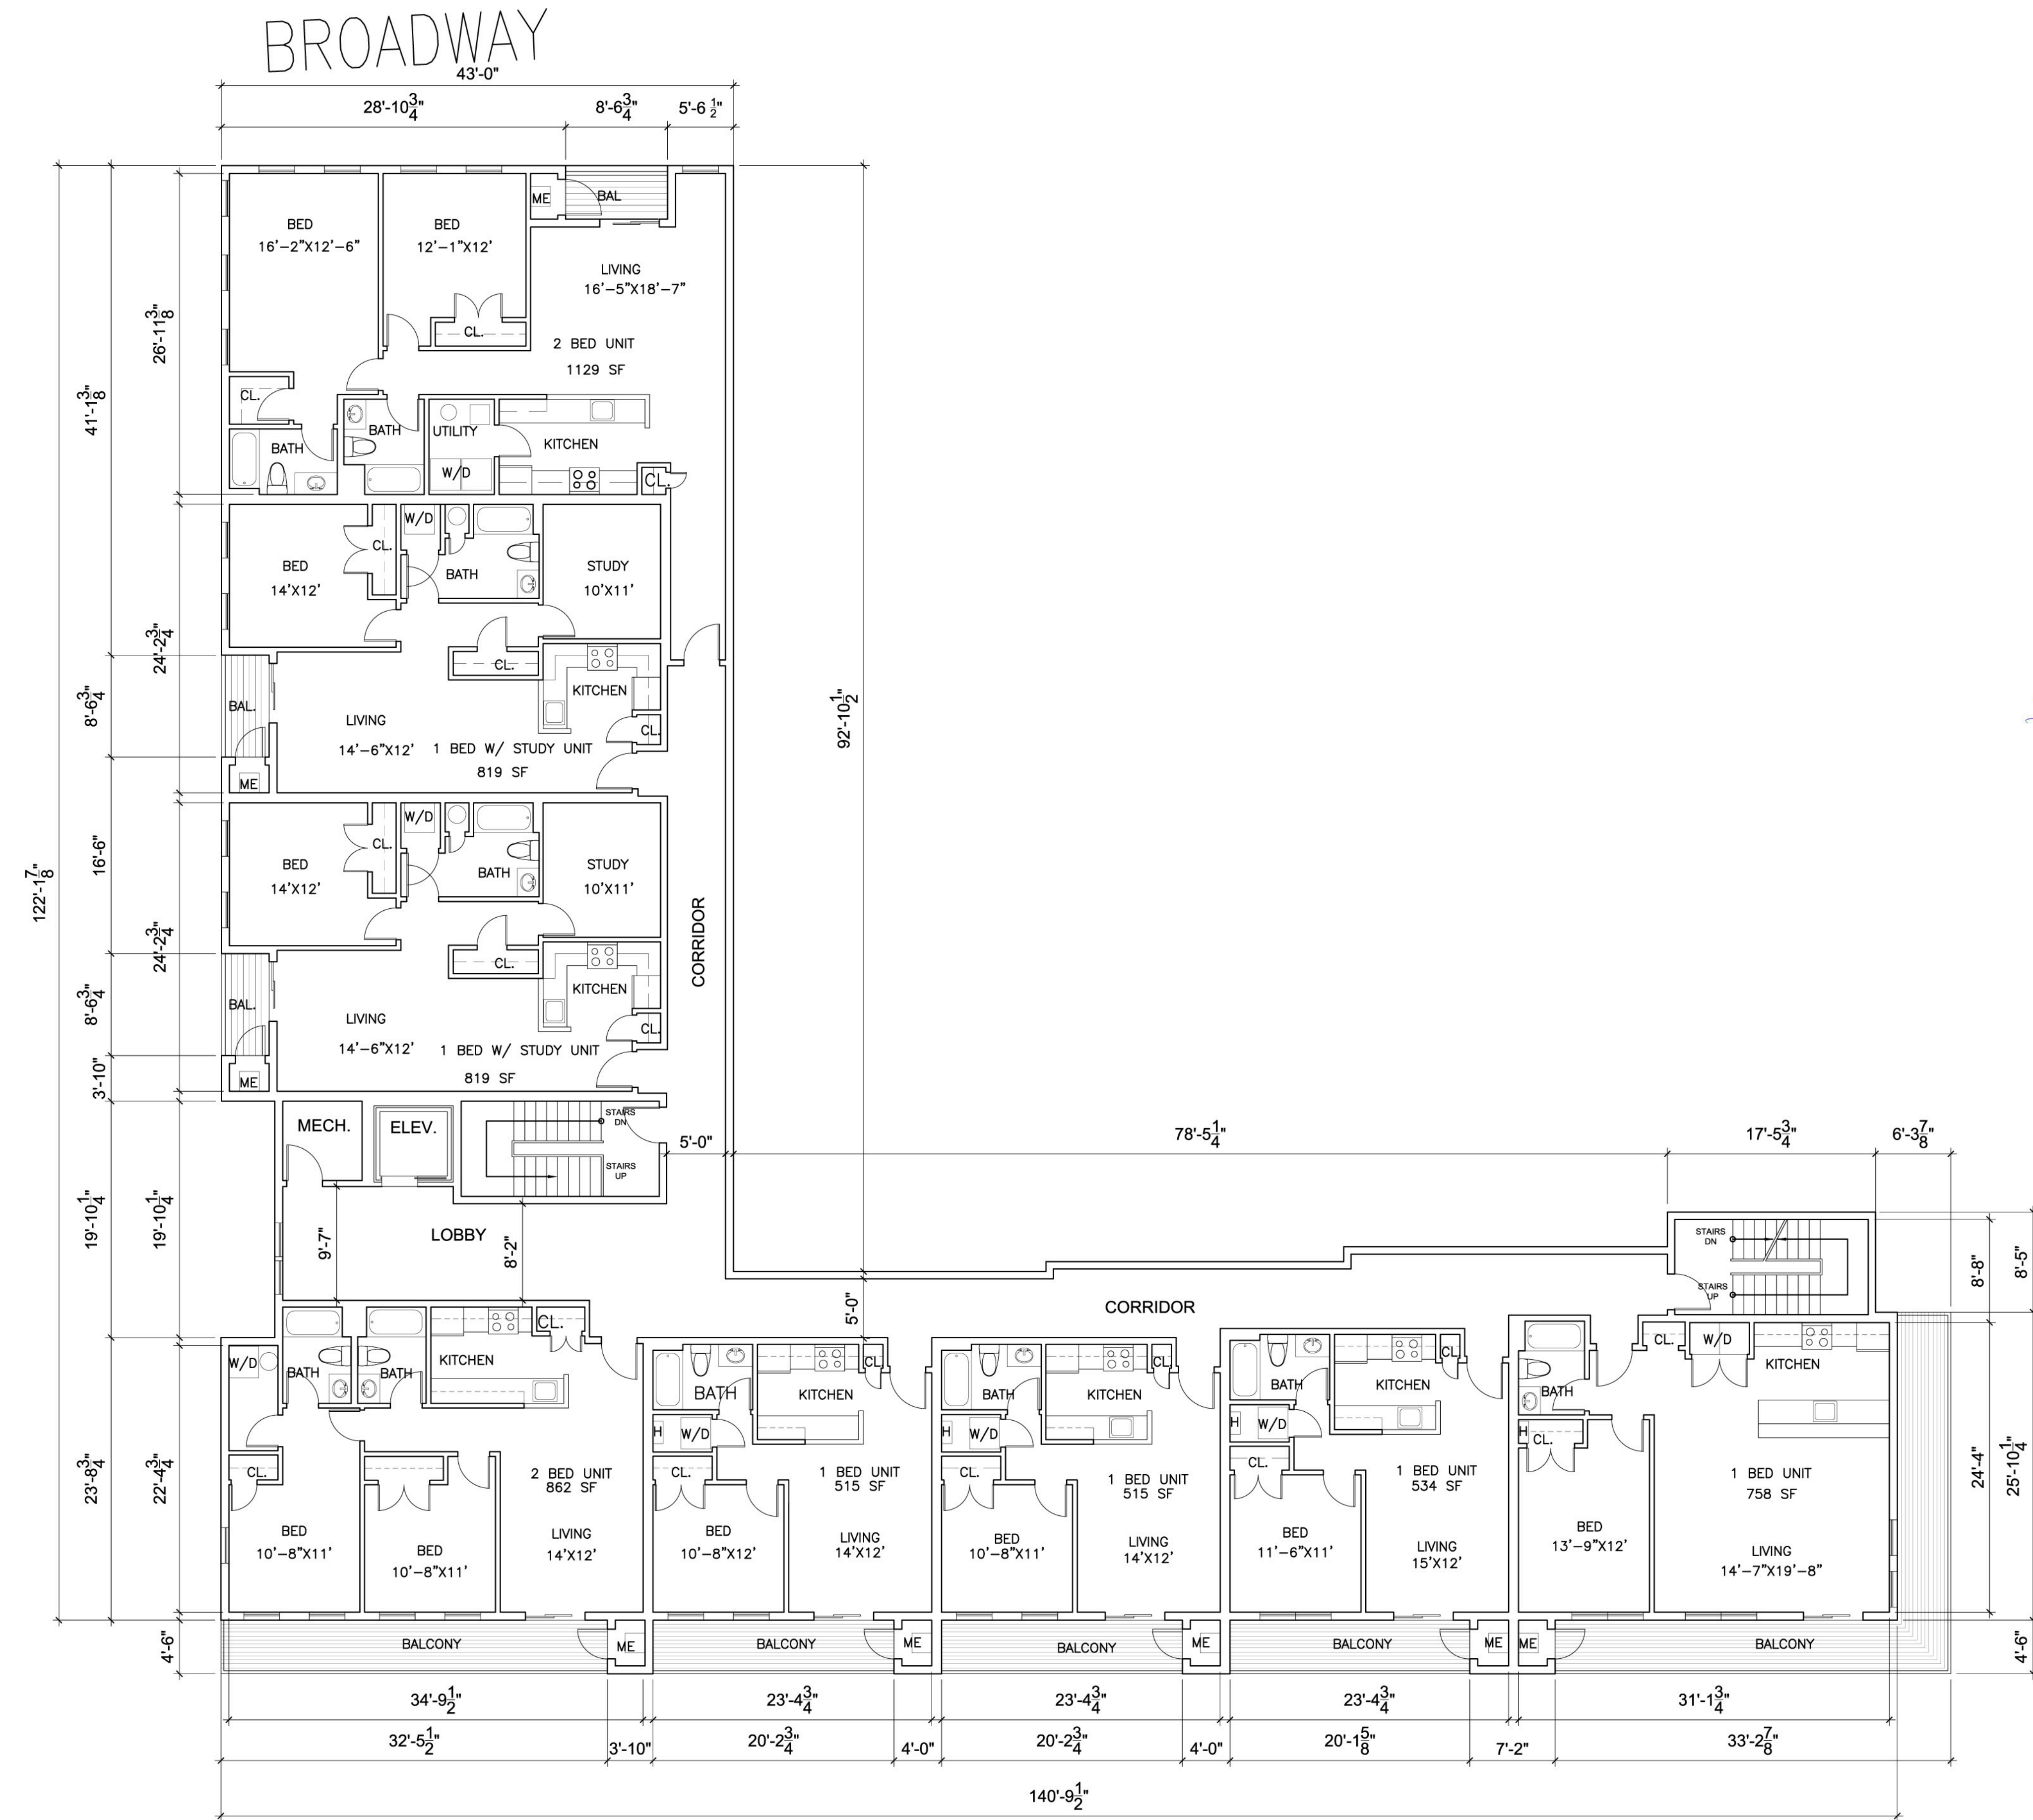 BROADWAY
43'-0"
28'-10 3/4"
8'-6 3/4"
5'-6 1/2"
ME
BAL
BED
16'-2"X12'-6"
BED
12'-1"X12'
LIVING
16'-5"X18'-7"
CL.
2 BED UNIT
1129 SF
26'-11 3/8"
41'-1 3/8"
CL.
BATH
BATH
UTILITY
W/D
KITCHEN
CL.
BED
14'X12'
CL.
W/D
BATH
STUDY
10'X11'
24'-2 3/4"
CL.
KITCHEN
8'-6 3/4"
BAL.
LIVING
14'-6"X12'
1 BED W/ STUDY UNIT
819 SF
CL.
ME
92'-10 1/2"
122'-1 7/8"
16'-6"
BED
14'X12'
CL.
W/D
BATH
STUDY
10'X11'
24'-2 3/4"
CORRIDOR
CL.
KITCHEN
8'-6 3/4"
BAL.
LIVING
14'-6"X12'
1 BED W/ STUDY UNIT
819 SF
CL.
ME
3'-10"
MECH.
ELEV.
STAIRS
DN
STAIRS
UP
5'-0"
78'-5 1/4"
17'-5 3/4"
6'-3 7/8"
19'-10 1/4"
19'-10 1/4"
9'-7"
LOBBY
8'-2"
STAIRS
DN
STAIRS
UP
8'-8"
8'-5"
5'-0"
CORRIDOR
W/D
BATH
BATH
KITCHEN
CL.
CL.
2 BED UNIT
862 SF
BED
10'-8"X11'
BED
10'-8"X11'
LIVING
14'X12'
23'-8 3/4"
22'-4 3/4"
BATH
KITCHEN
CL.
H
W/D
CL.
1 BED UNIT
515 SF
BED
10'-8"X12'
LIVING
14'X12'
BATH
KITCHEN
CL.
H
W/D
CL.
1 BED UNIT
515 SF
BED
10'-8"X11'
LIVING
14'X12'
BATH
KITCHEN
CL.
H
W/D
CL.
1 BED UNIT
534 SF
BED
11'-6"X11'
LIVING
15'X12'
CL.
W/D
KITCHEN
BATH
H
CL.
1 BED UNIT
758 SF
BED
13'-9"X12'
LIVING
14'-7"X19'-8"
24'-4"
25'-10 1/4"
4'-6"
BALCONY
ME
BALCONY
ME
BALCONY
ME
BALCONY
ME
ME
BALCONY
4'-6"
34'-9 1/2"
23'-4 3/4"
23'-4 3/4"
23'-4 3/4"
31'-1 3/4"
32'-5 1/2"
3'-10"
20'-2 3/4"
4'-0"
20'-2 3/4"
4'-0"
20'-1 5/8"
7'-2"
33'-2 7/8"
140'-9 1/2"